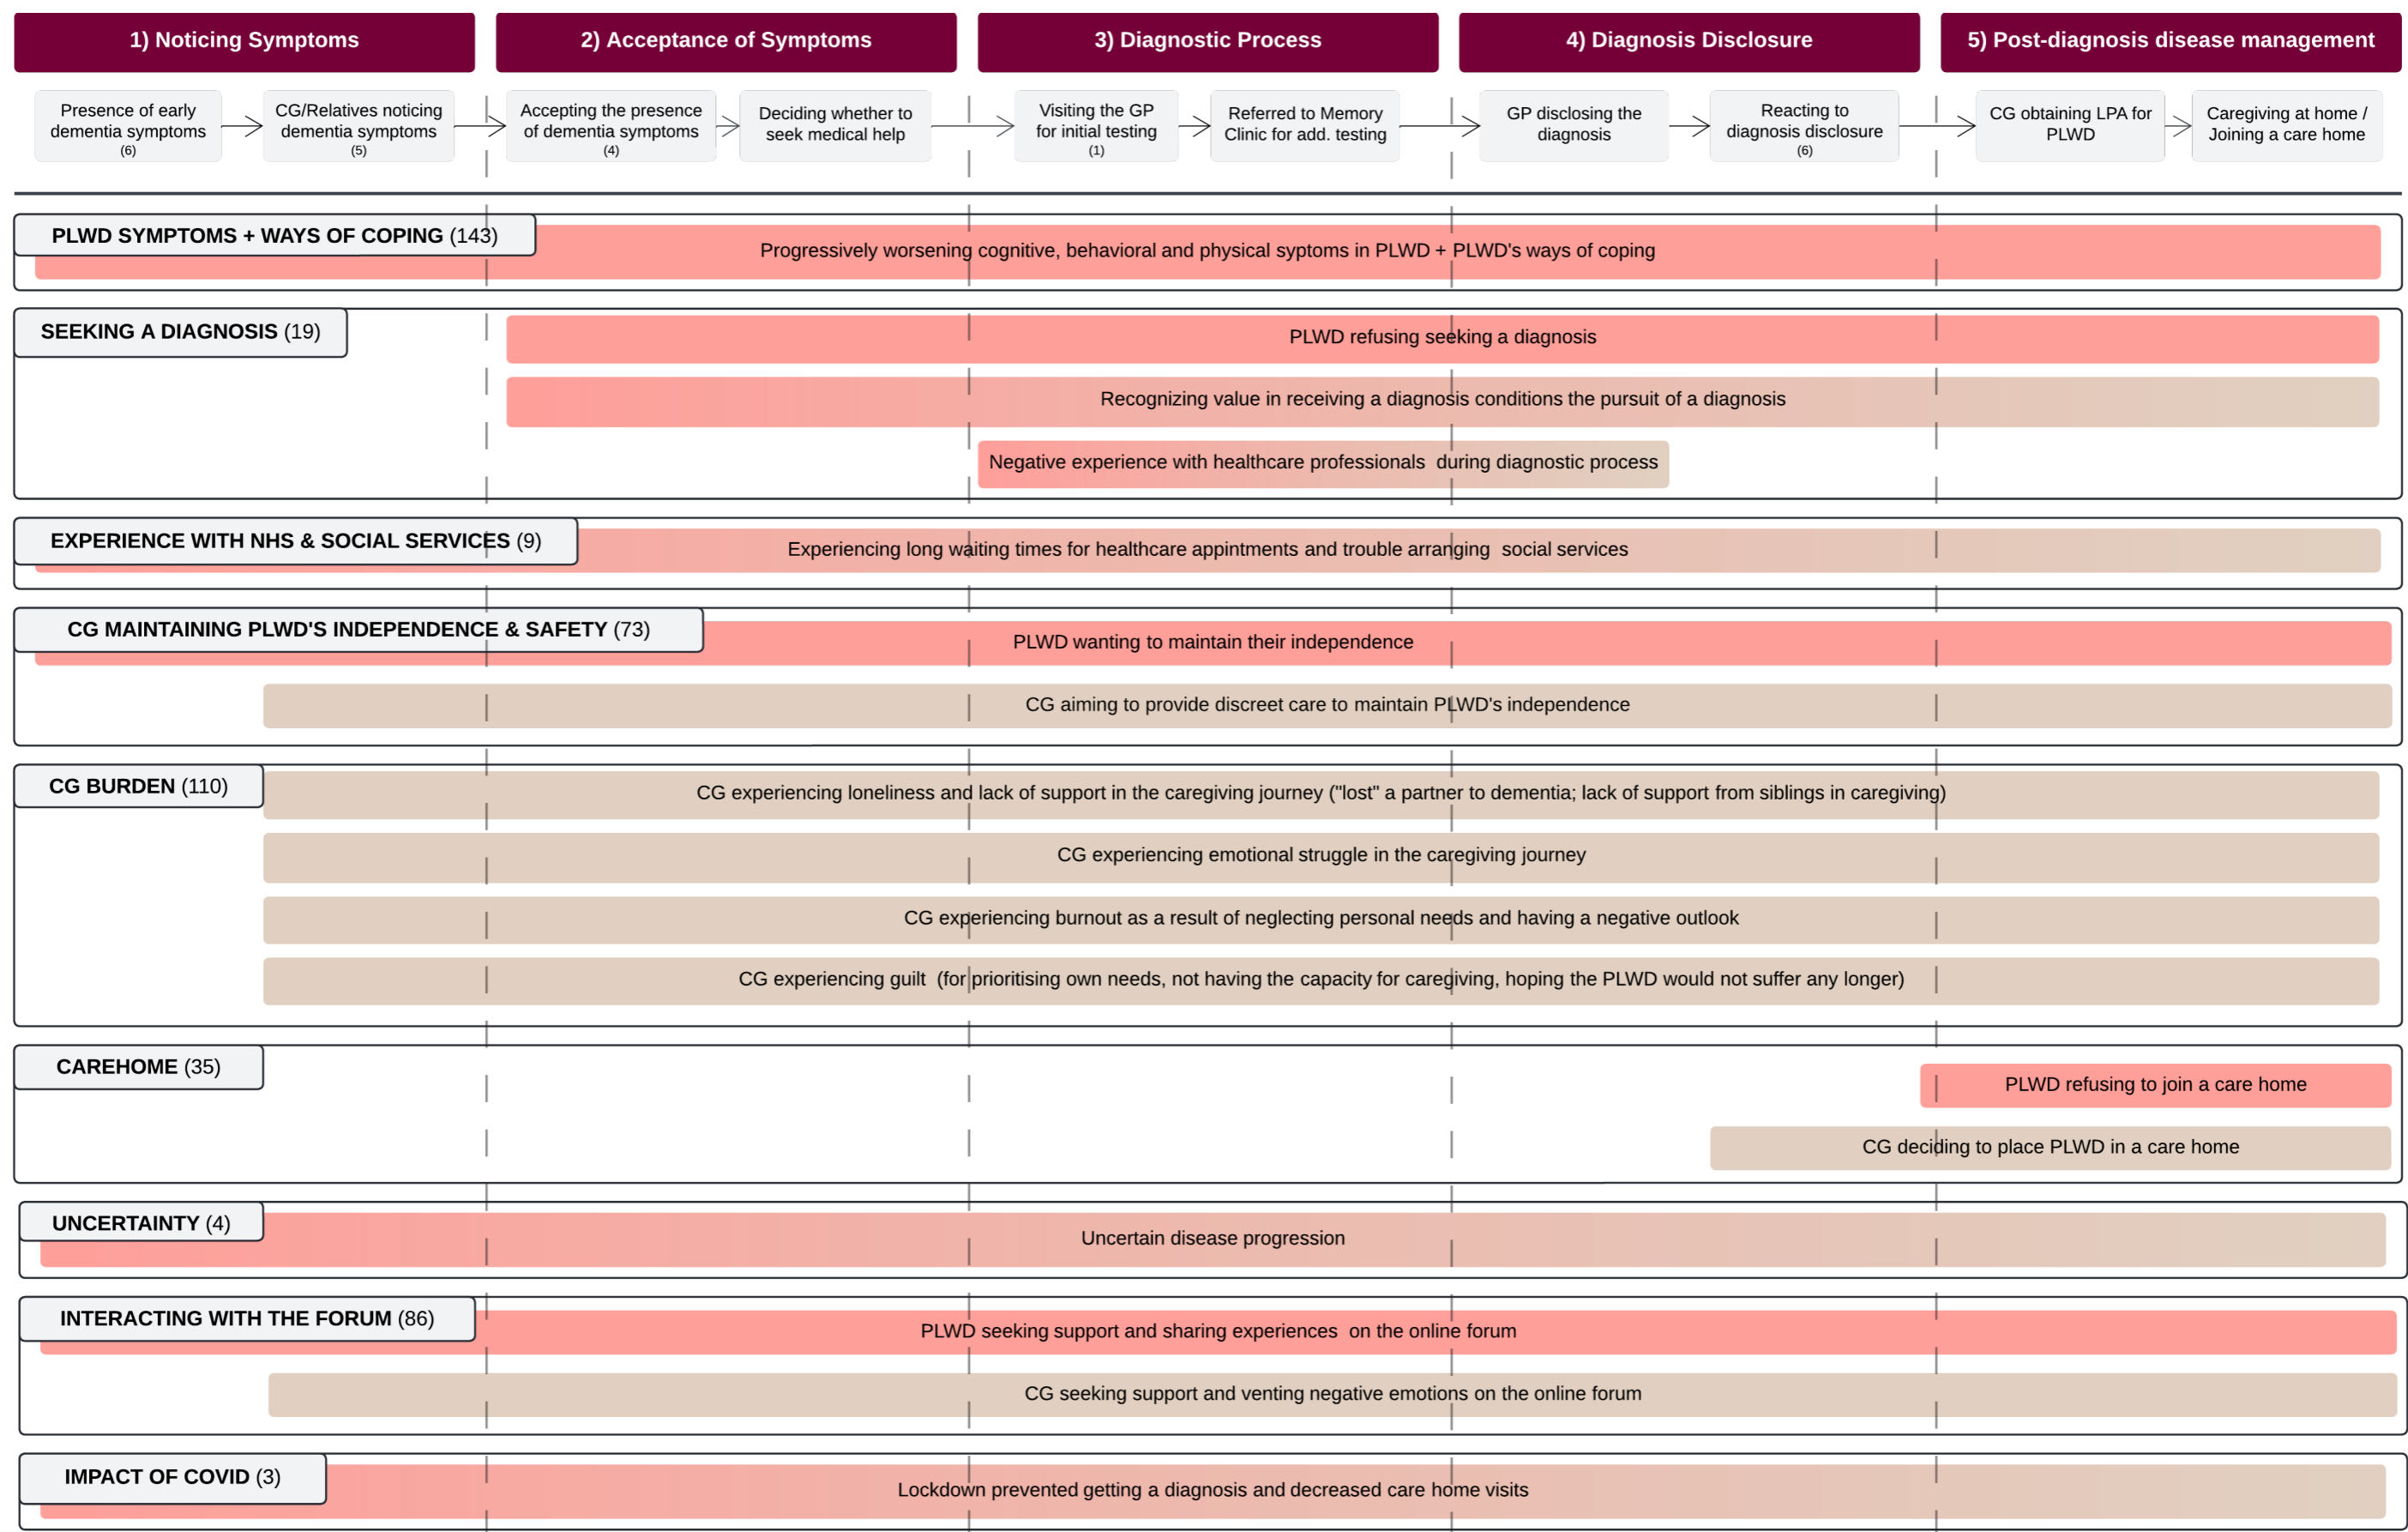 1) Noticing Symptoms
2) Acceptance of Symptoms
3) Diagnostic Process
4) Diagnosis Disclosure
5) Post-diagnosis disease management
Presence of early
dementia symptoms
(6)
CG/Relatives noticing
dementia symptoms
(5)
Accepting the presence
of dementia symptoms
(4)
Deciding whether to
seek medical help
Visiting the GP
for initial testing
(1)
Referred to Memory
Clinic for add. testing
GP disclosing the
diagnosis
Reacting to
diagnosis disclosure
(6)
CG obtaining LPA for
PLWD
Caregiving at home /
Joining a care home
PLWD SYMPTOMS + WAYS OF COPING (143)
Progressively worsening cognitive, behavioral and physical syptoms in PLWD + PLWD's ways of coping
SEEKING A DIAGNOSIS (19)
PLWD refusing seeking a diagnosis
Recognizing value in receiving a diagnosis conditions the pursuit of a diagnosis
Negative experience with healthcare professionals during diagnostic process
EXPERIENCE WITH NHS & SOCIAL SERVICES (9)
Experiencing long waiting times for healthcare appintments and trouble arranging social services
CG MAINTAINING PLWD'S INDEPENDENCE & SAFETY (73)
PLWD wanting to maintain their independence
CG aiming to provide discreet care to maintain PLWD's independence
CG BURDEN (110)
CG experiencing loneliness and lack of support in the caregiving journey ("lost" a partner to dementia; lack of support from siblings in caregiving)
CG experiencing emotional struggle in the caregiving journey
CG experiencing burnout as a result of neglecting personal needs and having a negative outlook
CG experiencing guilt (for prioritising own needs, not having the capacity for caregiving, hoping the PLWD would not suffer any longer)
CAREHOME (35)
PLWD refusing to join a care home
CG deciding to place PLWD in a care home
UNCERTAINTY (4)
Uncertain disease progression
INTERACTING WITH THE FORUM (86)
PLWD seeking support and sharing experiences on the online forum
CG seeking support and venting negative emotions on the online forum
IMPACT OF COVID (3)
Lockdown prevented getting a diagnosis and decreased care home visits